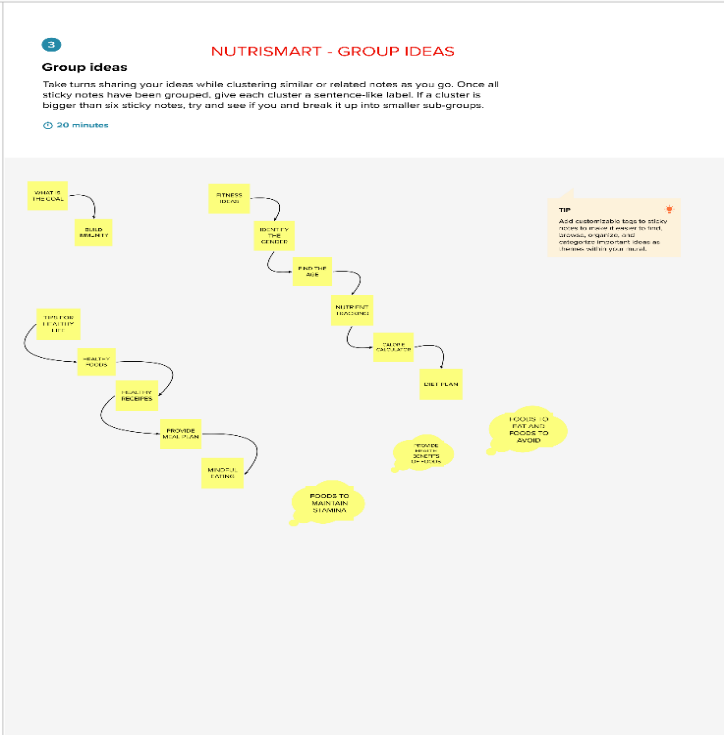 3
NUTRISMART - GROUP IDEAS
Group ideas
Take turns sharing your ideas while clustering similar or related notes as you go. Once all
sticky notes have been grouped, give each cluster a sentence-like label. If a cluster is
bigger than six sticky notes, try and see if you and break it up into smaller sub-groups.
20 minutes
WHAT IS
THE GOAL
BUILD
IMMUNITY
FITNESS
IDEAS
IDENTIFY
THE
GENDER
FIND THE
AGE
NUTRIENT
TRACKING
CALORIE
CALCULATOR
DIET PLAN
TIP
Add customizable tags to sticky
notes to make it easier to find,
browse, organize, and
categorize important ideas as
themes within your mural.
TIPS FOR
HEALTHY
LIFE
HEALTHY
FOODS
HEALTHY
RECEIPES
PROVIDE
MEAL PLAN
MINDFUL
EATING
FOODS TO
MAINTAIN
STAMINA
PROVIDE
HEALTH
BENEFITS
OF FOODS
FOODS TO
EAT AND
FOODS TO
AVOID